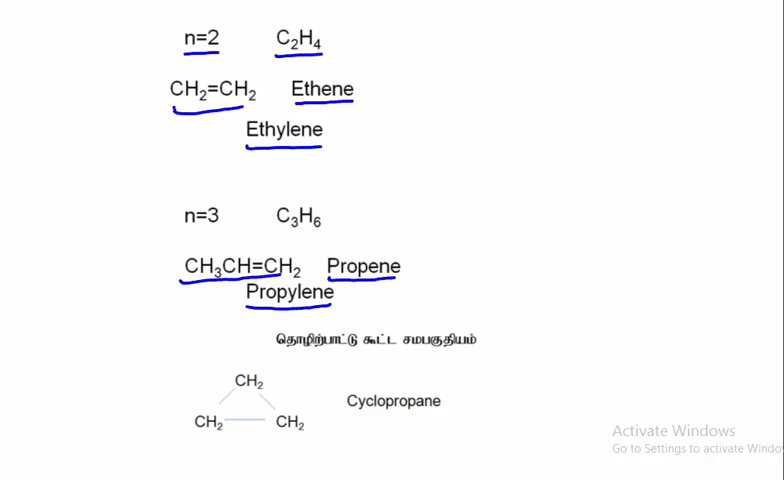 n=2 C₂H₄
CH₂=CH₂ Ethene
Ethylene
n=3 C₃H₆
CH₃CH=CH₂ Propene
Propylene
தொழிற்பாட்டு கூட்ட சமபகுதியம்
CH₂
Cyclopropane
CH₂ CH₂
Activate Windows
Go to Settings to activate Windo